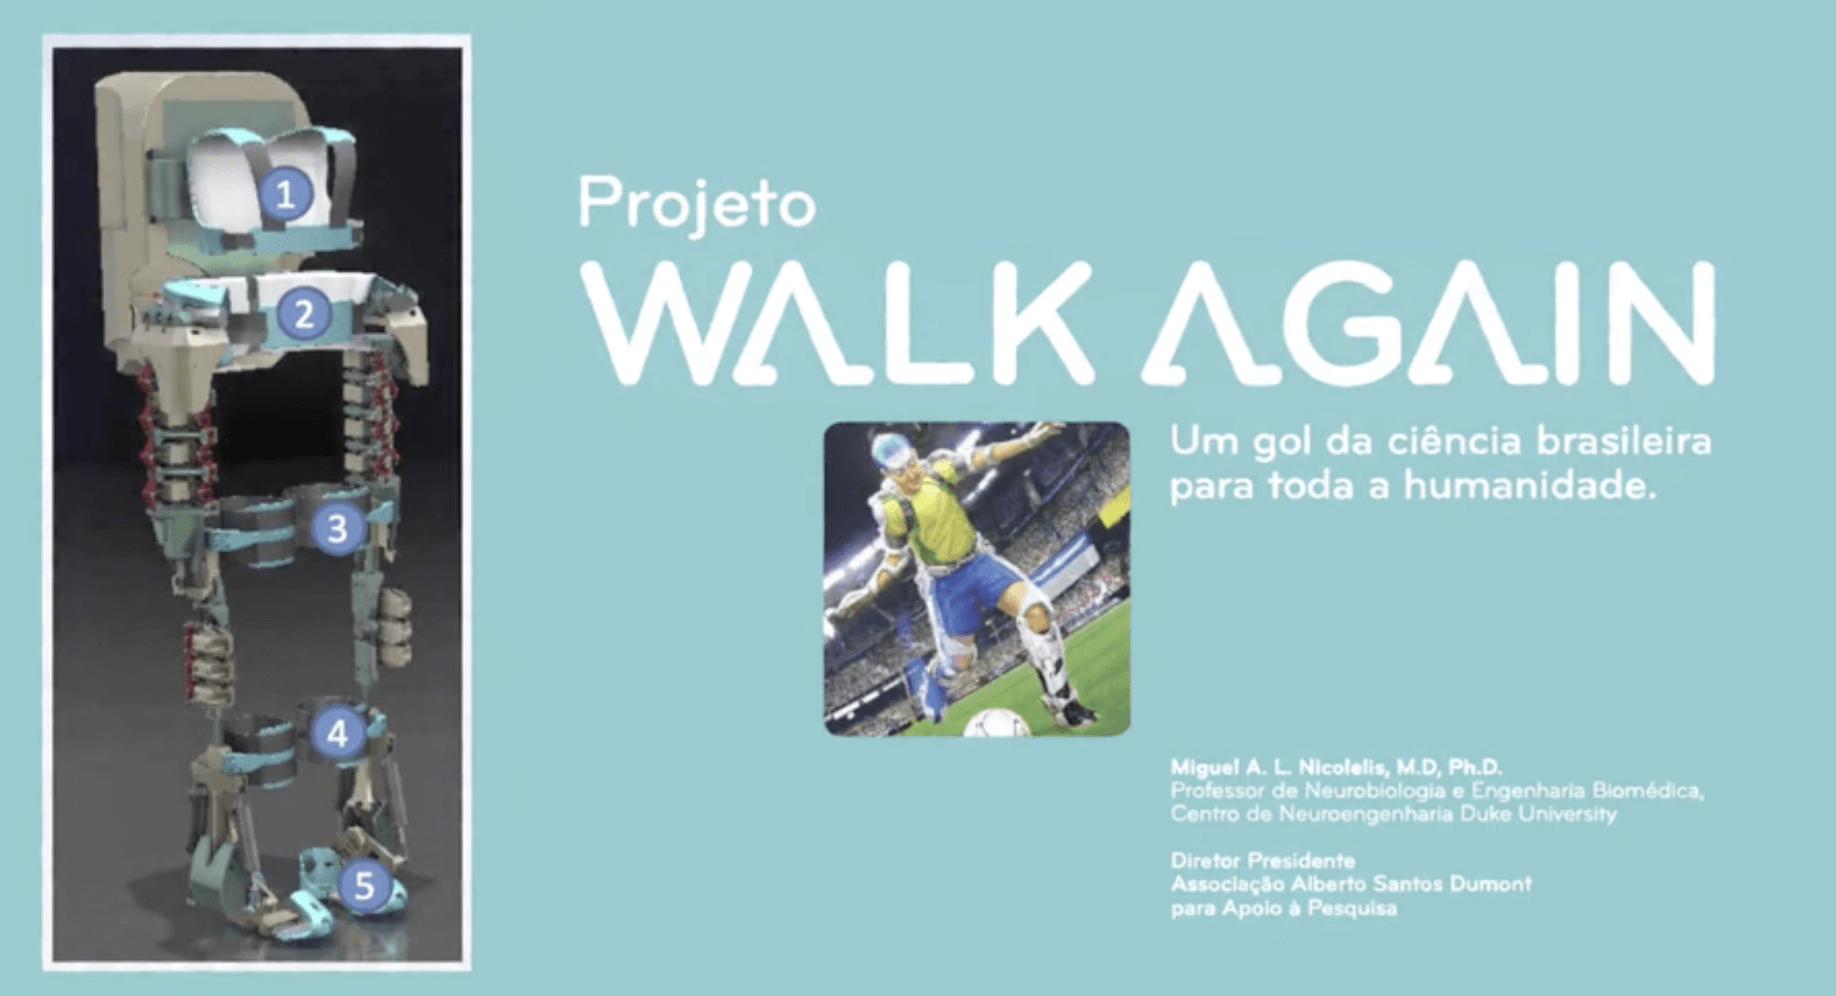 1
2
3
4
5
Projeto
WALK AGAIN
Um gol da ciência brasileira
para toda a humanidade.
Miguel A. L. Nicolelis, M.D, Ph.D.
Professor de Neurobiologia e Engenharia Biomédica,
Centro de Neuroengenharia Duke University
Diretor Presidente
Associação Alberto Santos Dumont
para Apoio à Pesquisa